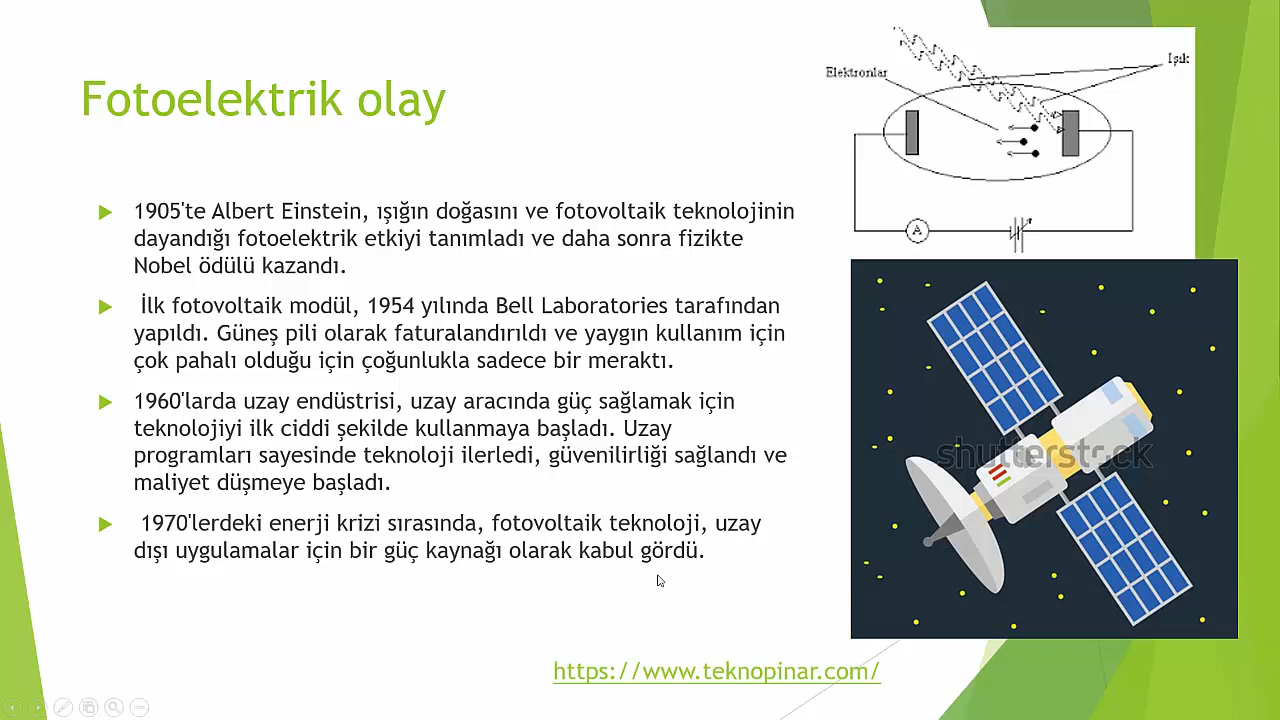 Fotoelektrik olay
1905'te Albert Einstein, ışığın doğasını ve fotovoltaik teknolojinin
dayandığı fotoelektrik etkiyi tanımladı ve daha sonra fizikte
Nobel ödülü kazandı.
İlk fotovoltaik modül, 1954 yılında Bell Laboratories tarafından
yapıldı. Güneş pili olarak faturalandırıldı ve yaygın kullanım için
çok pahalı olduğu için çoğunlukla sadece bir meraktı.
1960'larda uzay endüstrisi, uzay aracında güç sağlamak için
teknolojiyi ilk ciddi şekilde kullanmaya başladı. Uzay
programları sayesinde teknoloji ilerledi, güvenilirliği sağlandı ve
maliyet düşmeye başladı.
1970'lerdeki enerji krizi sırasında, fotovoltaik teknoloji, uzay
dışı uygulamalar için bir güç kaynağı olarak kabul gördü.
Elektronlar
Işık
A
shutterstock
https://www.teknopinar.com/